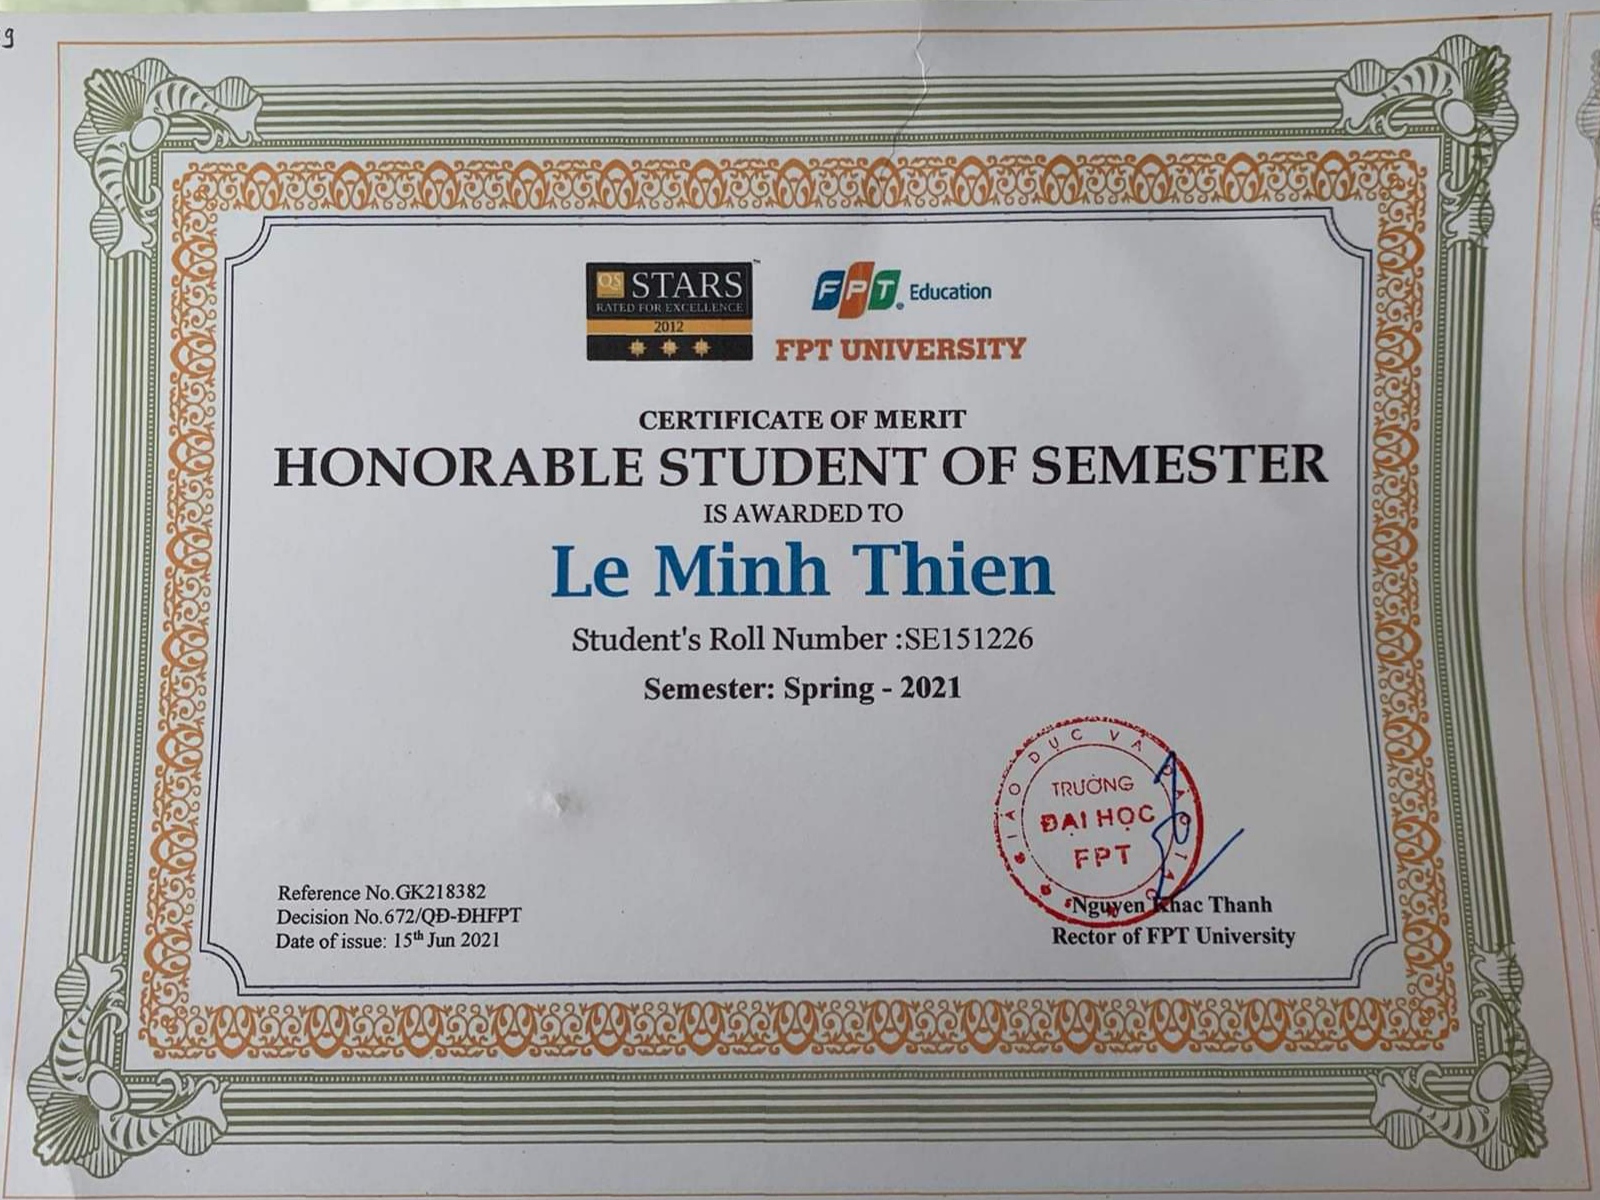 9
QS STARS™
RATED FOR EXCELLENCE
2012
FPT® Education
FPT UNIVERSITY
CERTIFICATE OF MERIT
HONORABLE STUDENT OF SEMESTER
IS AWARDED TO
Le Minh Thien
Student's Roll Number :SE151226
Semester: Spring - 2021
GIÁO DỤC VÀ ĐÀO TẠO
TRƯỜNG
ĐẠI HỌC
FPT
Reference No.GK218382
Decision No.672/QĐ-ĐHFPT
Date of issue: 15th Jun 2021
Nguyen Khac Thanh
Rector of FPT University